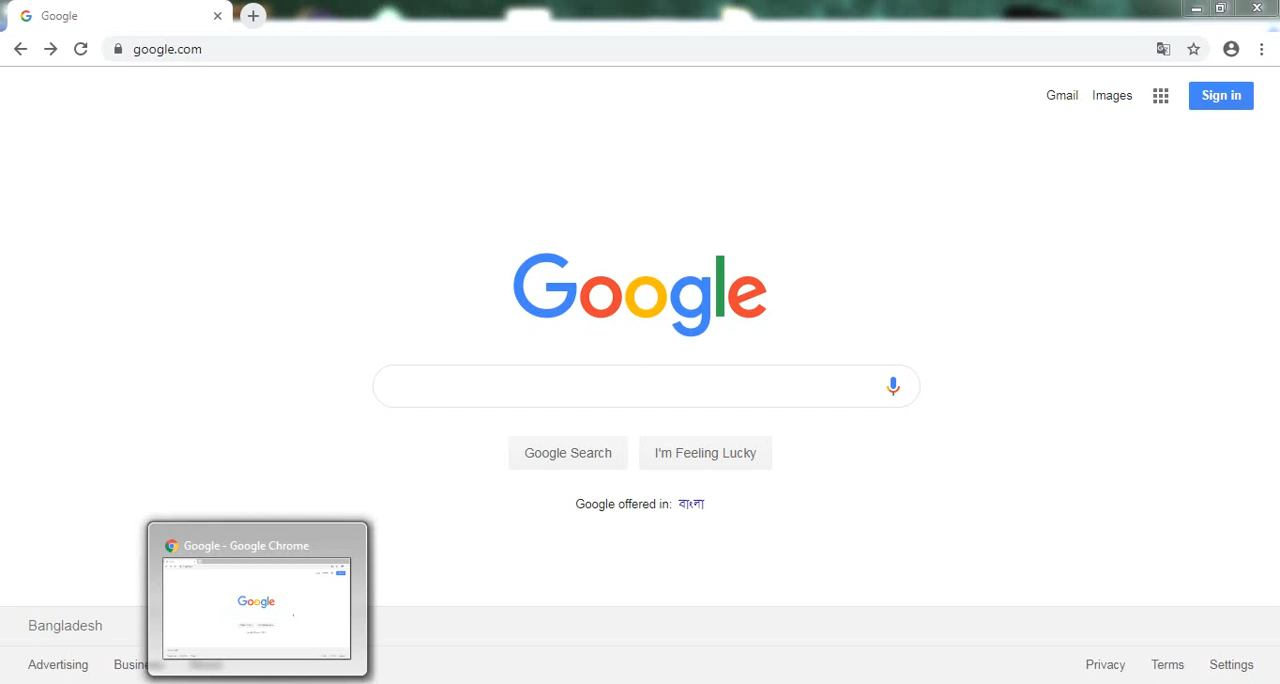 Google
google.com
Gmail Images Sign in
Google
Google Search I'm Feeling Lucky
Google offered in: বাংলা
Google - Google Chrome
Google
Bangladesh
Advertising Privacy Terms Settings